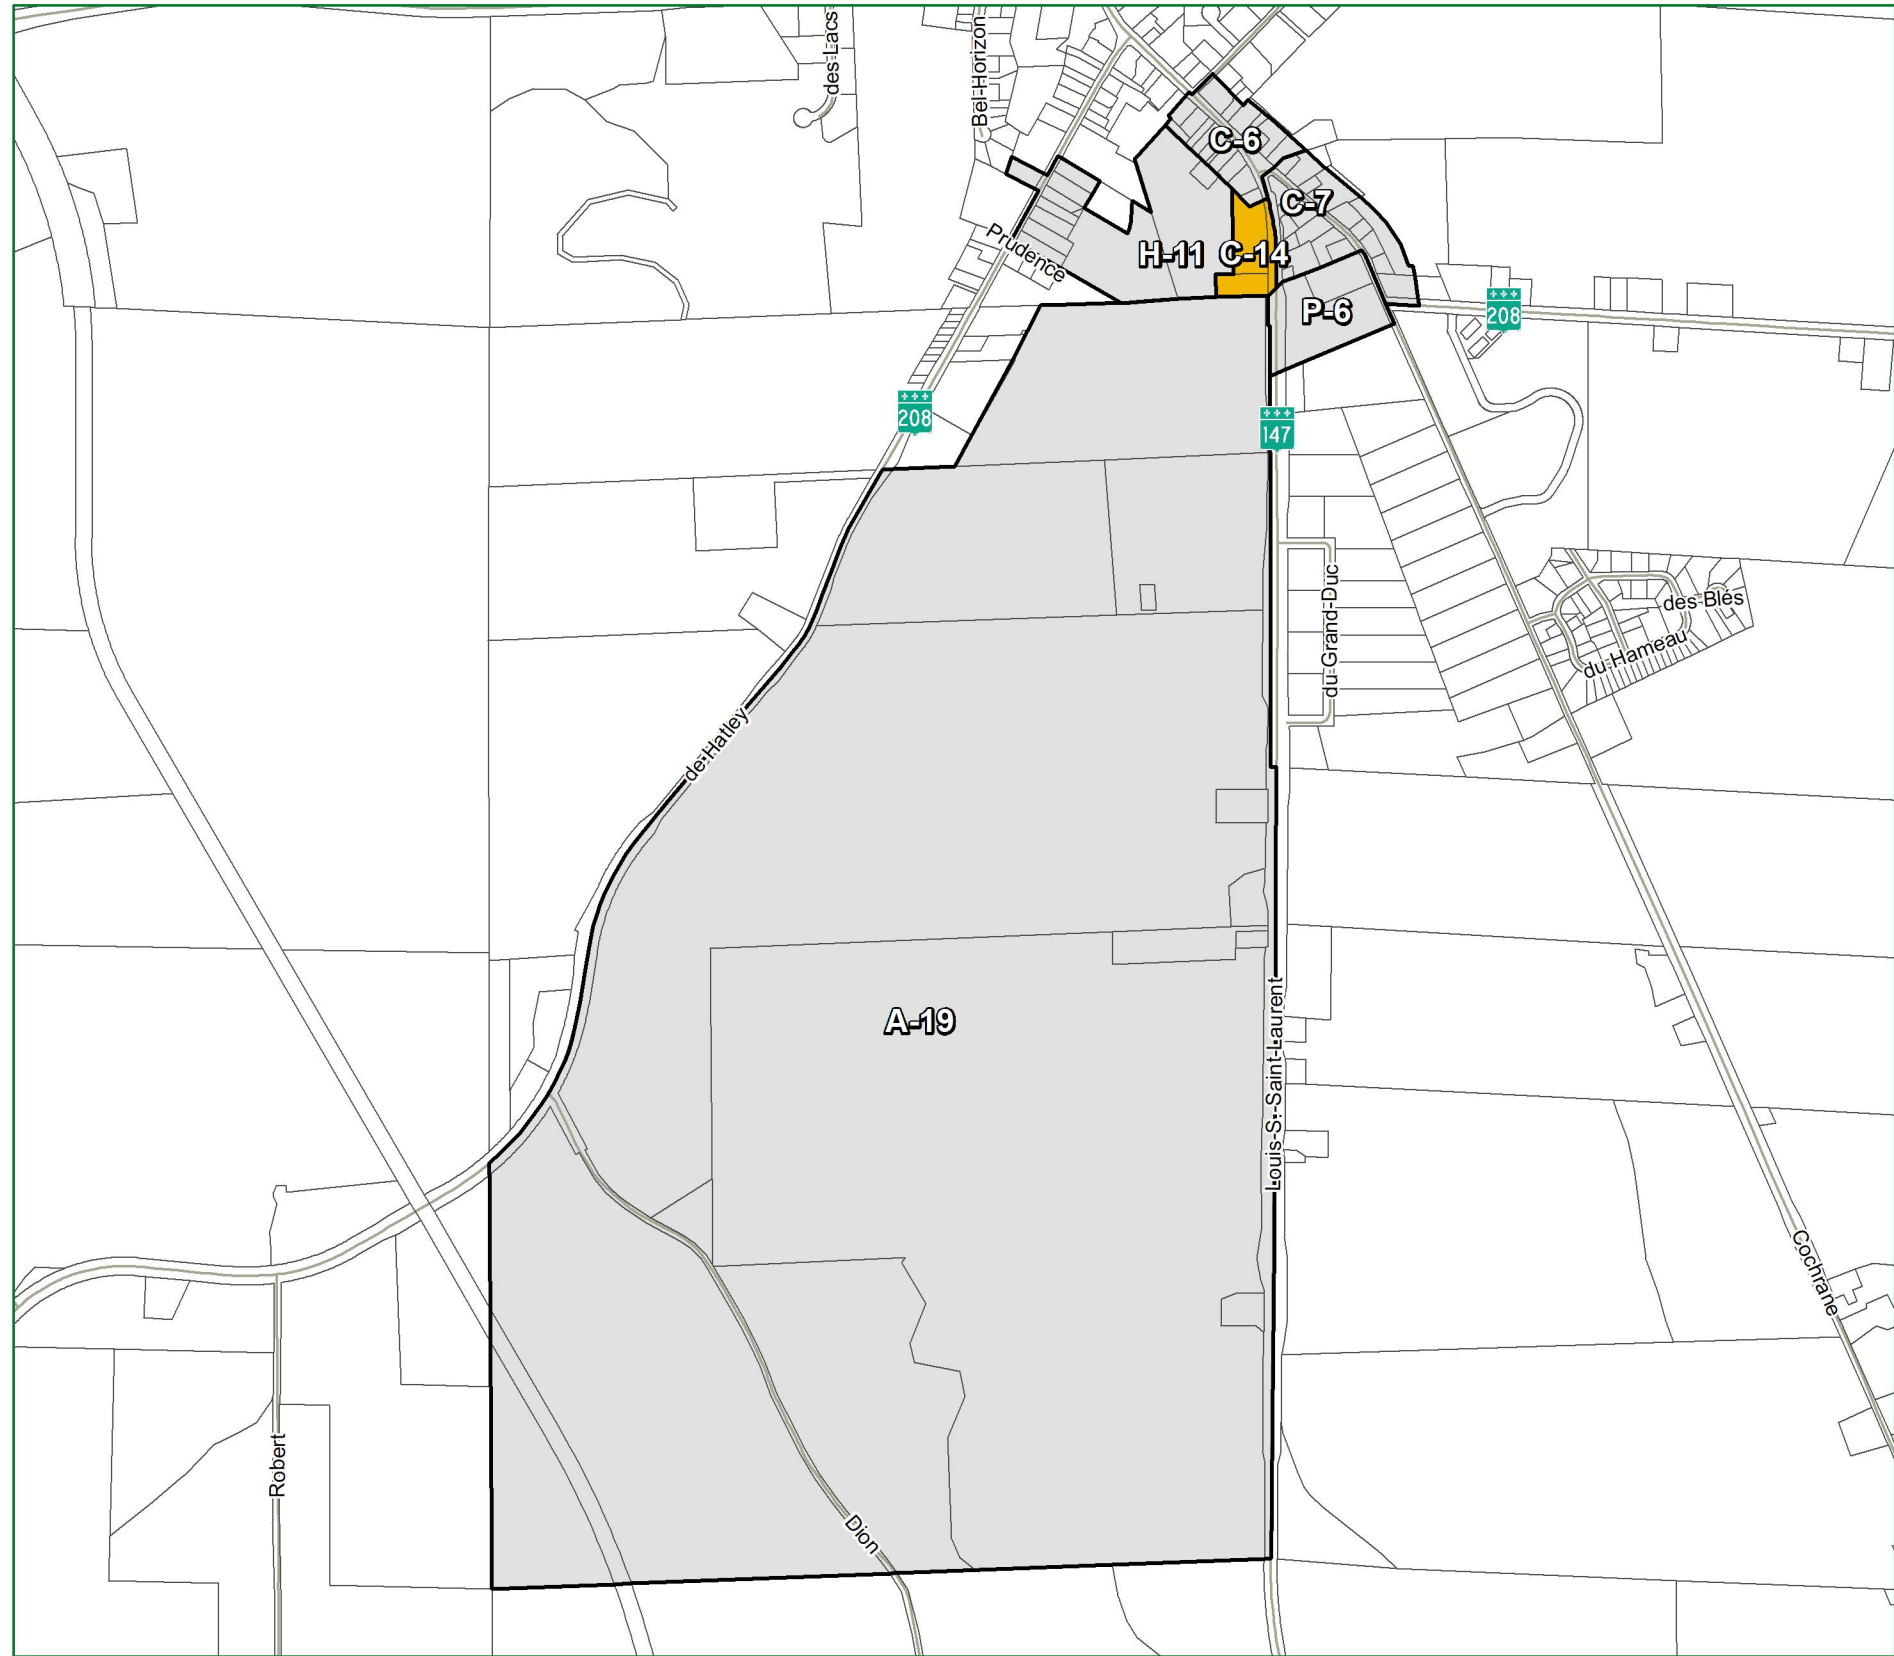 des Lacs
Bel-Horizon
C-6
C-7
Prudence
H-11
C-14
P-6
208
208
147
du Grand-Duc
des Blés
du Hameau
de Hatley
A-19
Louis-S.-Saint-Laurent
Cochrane
Robert
Dion